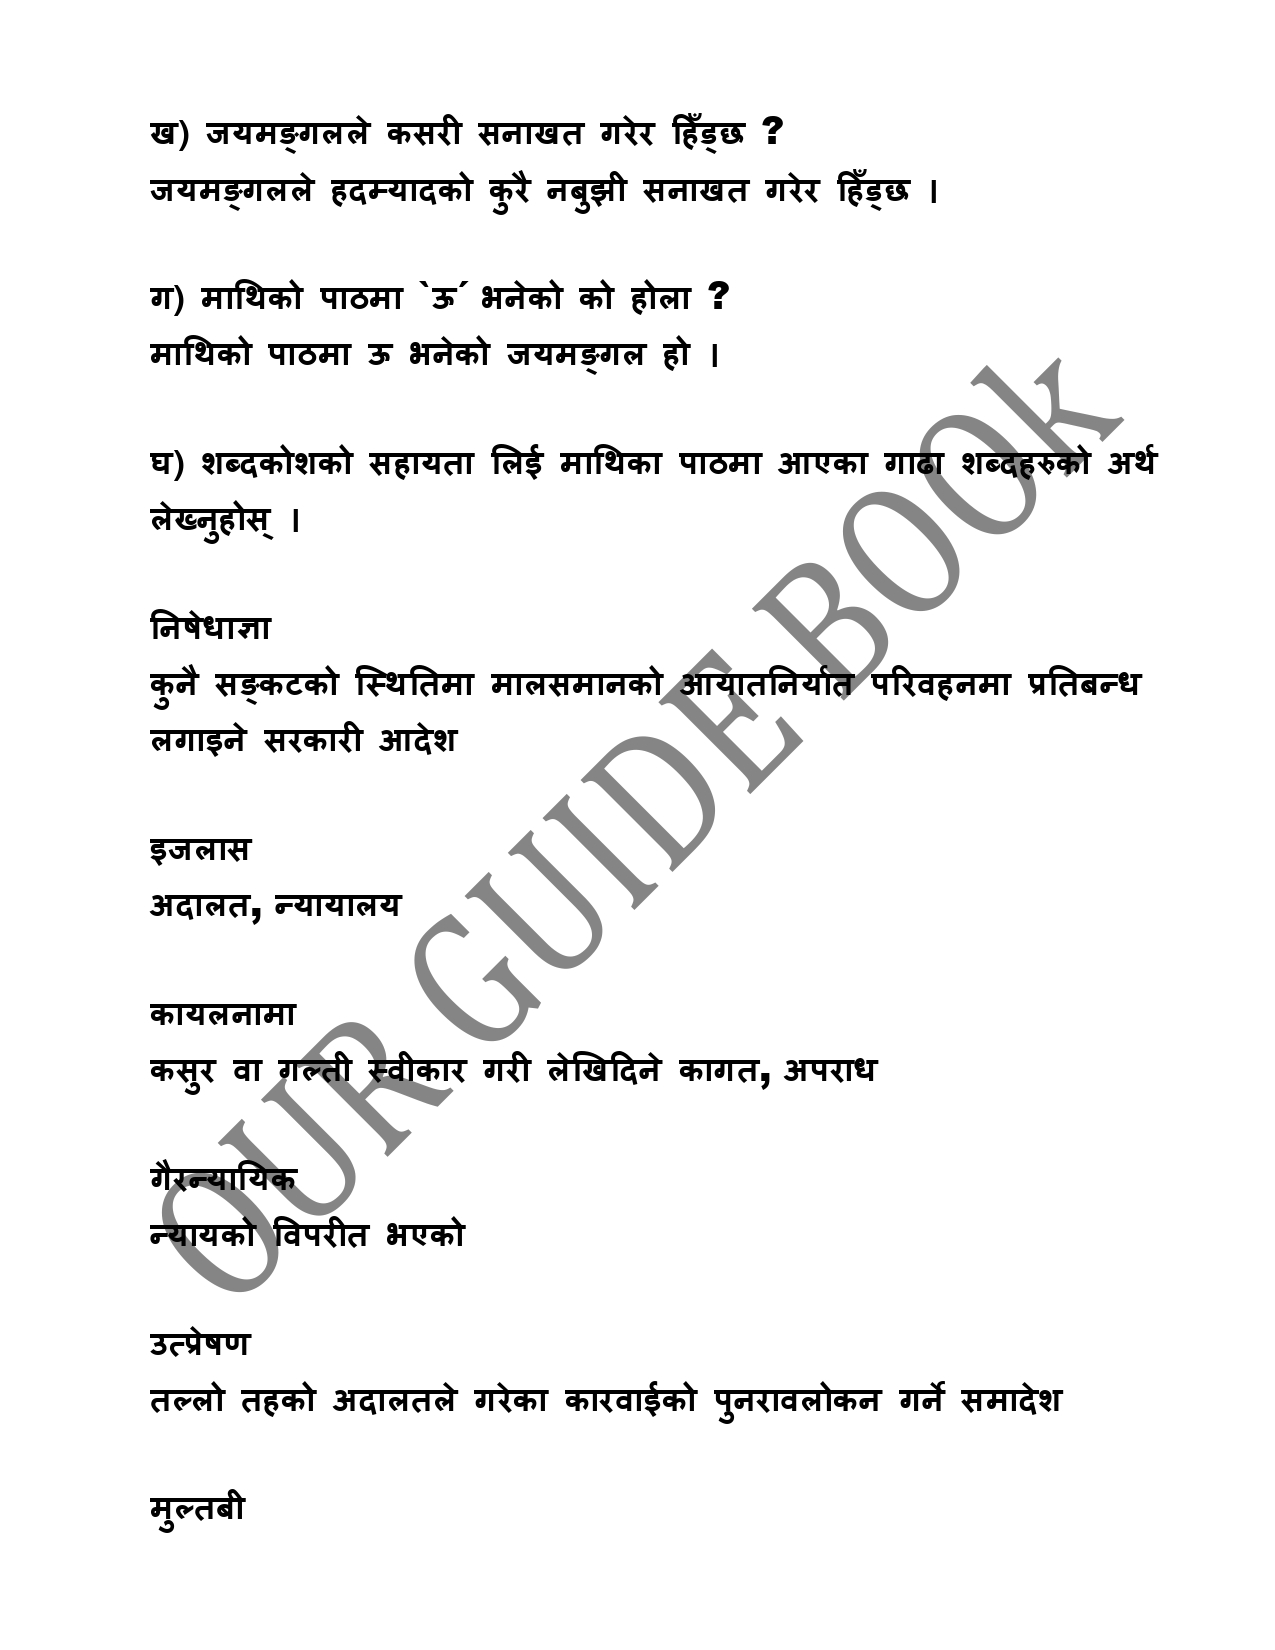 ख) जयमङ्गलले कसरी सनाखत गरेर हिँड्छ ?
जयमङ्गलले हदम्यादको कुरै नबुझी सनाखत गरेर हिँड्छ ।
ग) माथिको पाठमा `ऊ´ भनेको को होला ?
माथिको पाठमा ऊ भनेको जयमङ्गल हो ।
घ) शब्दकोशको सहायता लिई माथिका पाठमा आएका गाढा शब्दहरुको अर्थ
लेख्नुहोस् ।
निषेधाज्ञा
कुनै सङ्कटको स्थितिमा मालसमानको आयातनिर्यात परिवहनमा प्रतिबन्ध
लगाइने सरकारी आदेश
इजलास
अदालत, न्यायालय
कायलनामा
कसुर वा गल्ती स्वीकार गरी लेखिदिने कागत, अपराध
गैरन्यायिक
न्यायको विपरीत भएको
उत्प्रेषण
तल्लो तहको अदालतले गरेका कारवाईको पुनरावलोकन गर्ने समादेश
मुल्तबी
OUR GUIDE BOOk